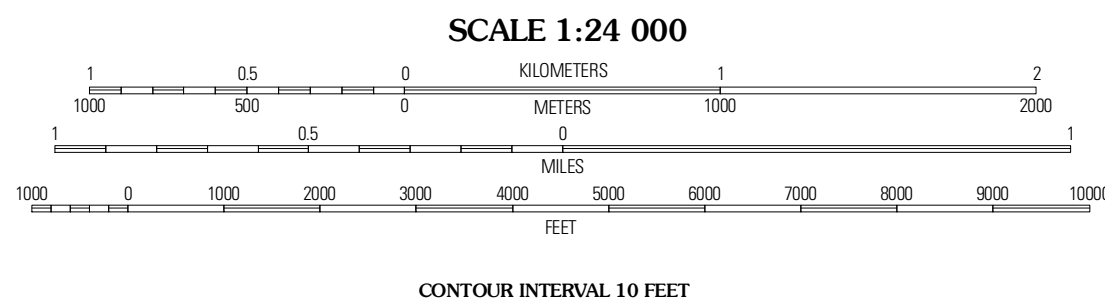 SCALE 1:24 000
1 0.5 0 KILOMETERS 1 2
1000 500 0 METERS 1000 2000
1 0.5 0 1
MILES
1000 0 1000 2000 3000 4000 5000 6000 7000 8000 9000 10000
FEET
CONTOUR INTERVAL 10 FEET